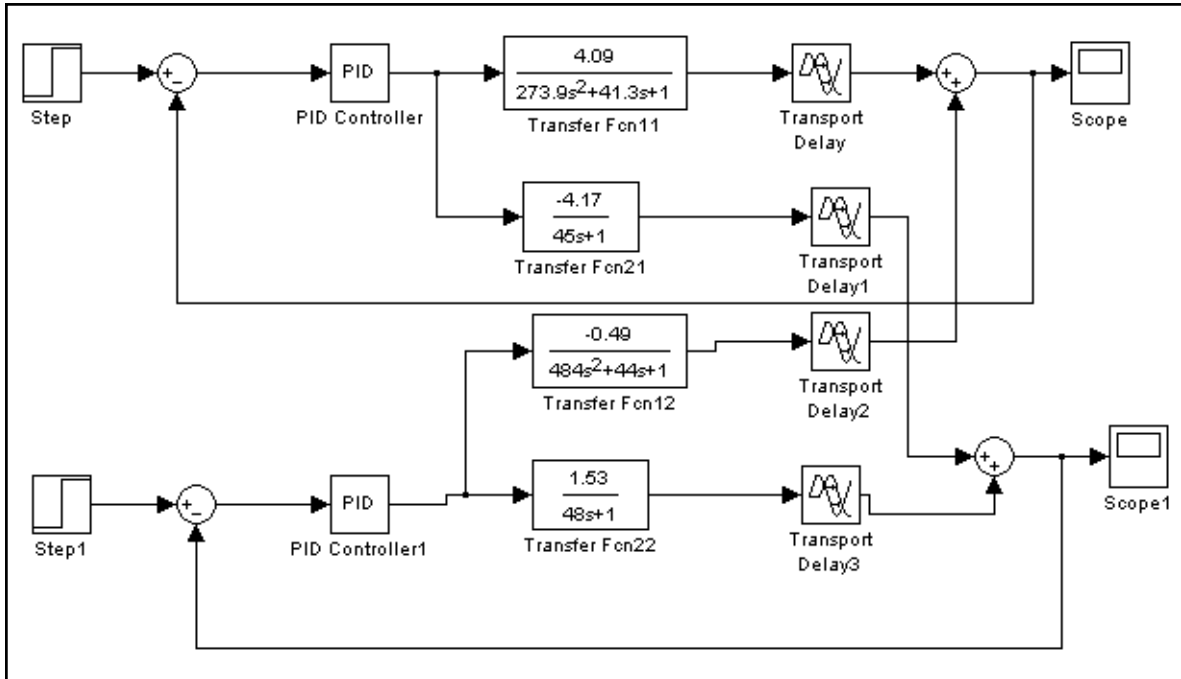 Step
+
−
PID
PID Controller
4.09
273.9s²+41.3s+1
Transfer Fcn11
Transport
Delay
+
+
Scope
-4.17
45s+1
Transfer Fcn21
Transport
Delay1
-0.49
484s²+44s+1
Transfer Fcn12
Transport
Delay2
Step1
+
−
PID
PID Controller1
1.53
48s+1
Transfer Fcn22
Transport
Delay3
+
+
Scope1